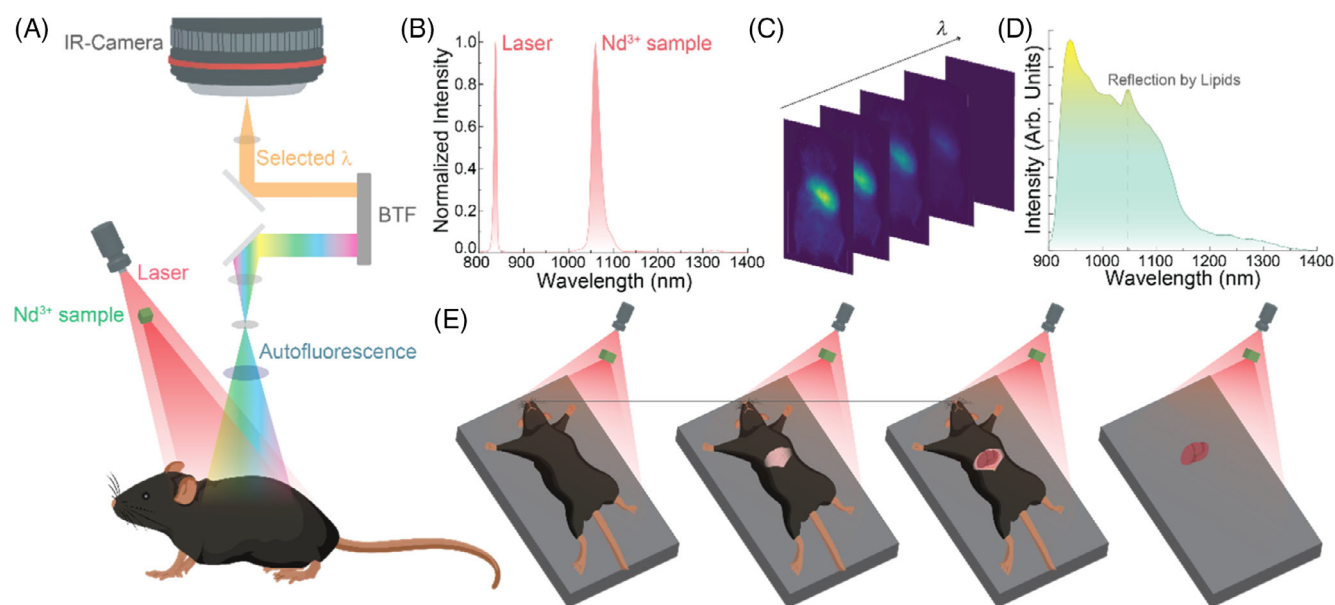 (A)
IR-Camera
Selected λ
BTF
Laser
Nd³⁺ sample
Autofluorescence
(B)
Normalized Intensity
1.0
0.8
0.6
0.4
0.2
0.0
Laser
Nd³⁺ sample
800 900 1000 1100 1200 1300 1400
Wavelength (nm)
(C)
λ
(D)
Intensity (Arb. Units)
Reflection by Lipids
900 1000 1100 1200 1300 1400
Wavelength (nm)
(E)